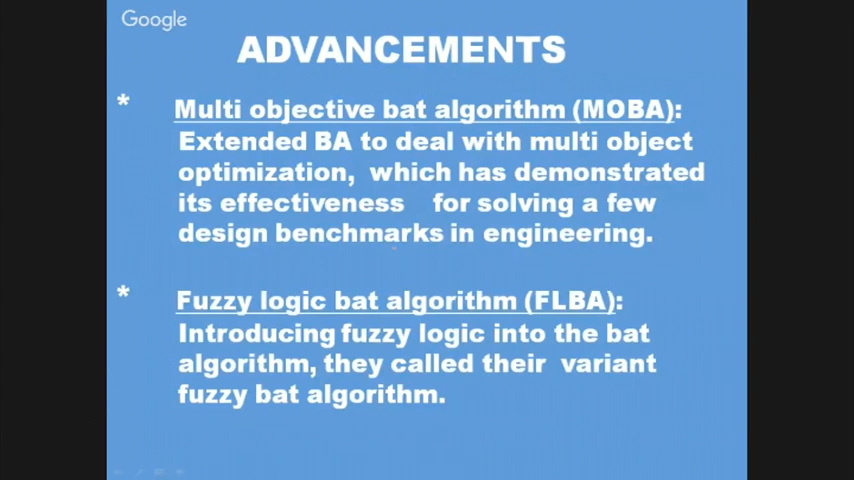 Google
ADVANCEMENTS
* Multi objective bat algorithm (MOBA):
Extended BA to deal with multi object
optimization, which has demonstrated
its effectiveness for solving a few
design benchmarks in engineering.
* Fuzzy logic bat algorithm (FLBA):
Introducing fuzzy logic into the bat
algorithm, they called their variant
fuzzy bat algorithm.